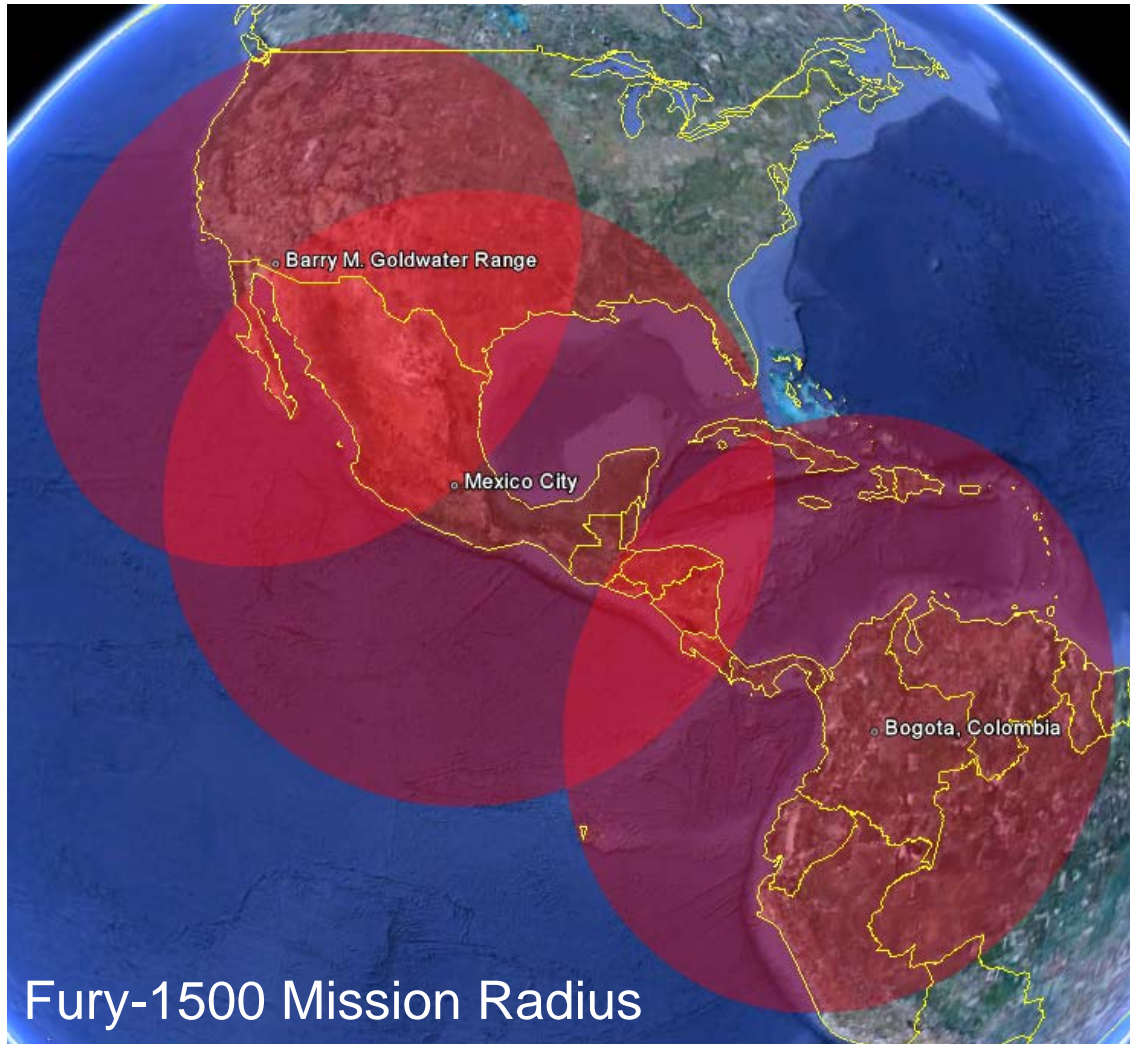 Barry M. Goldwater Range
Mexico City
Bogota, Colombia
Fury-1500 Mission Radius